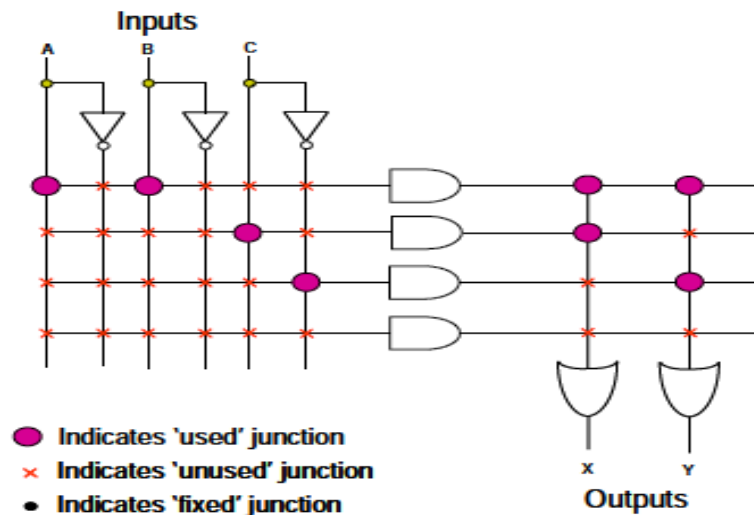 Inputs
A B C
Indicates 'used' junction
Indicates 'unused' junction
Indicates 'fixed' junction
X Y
Outputs